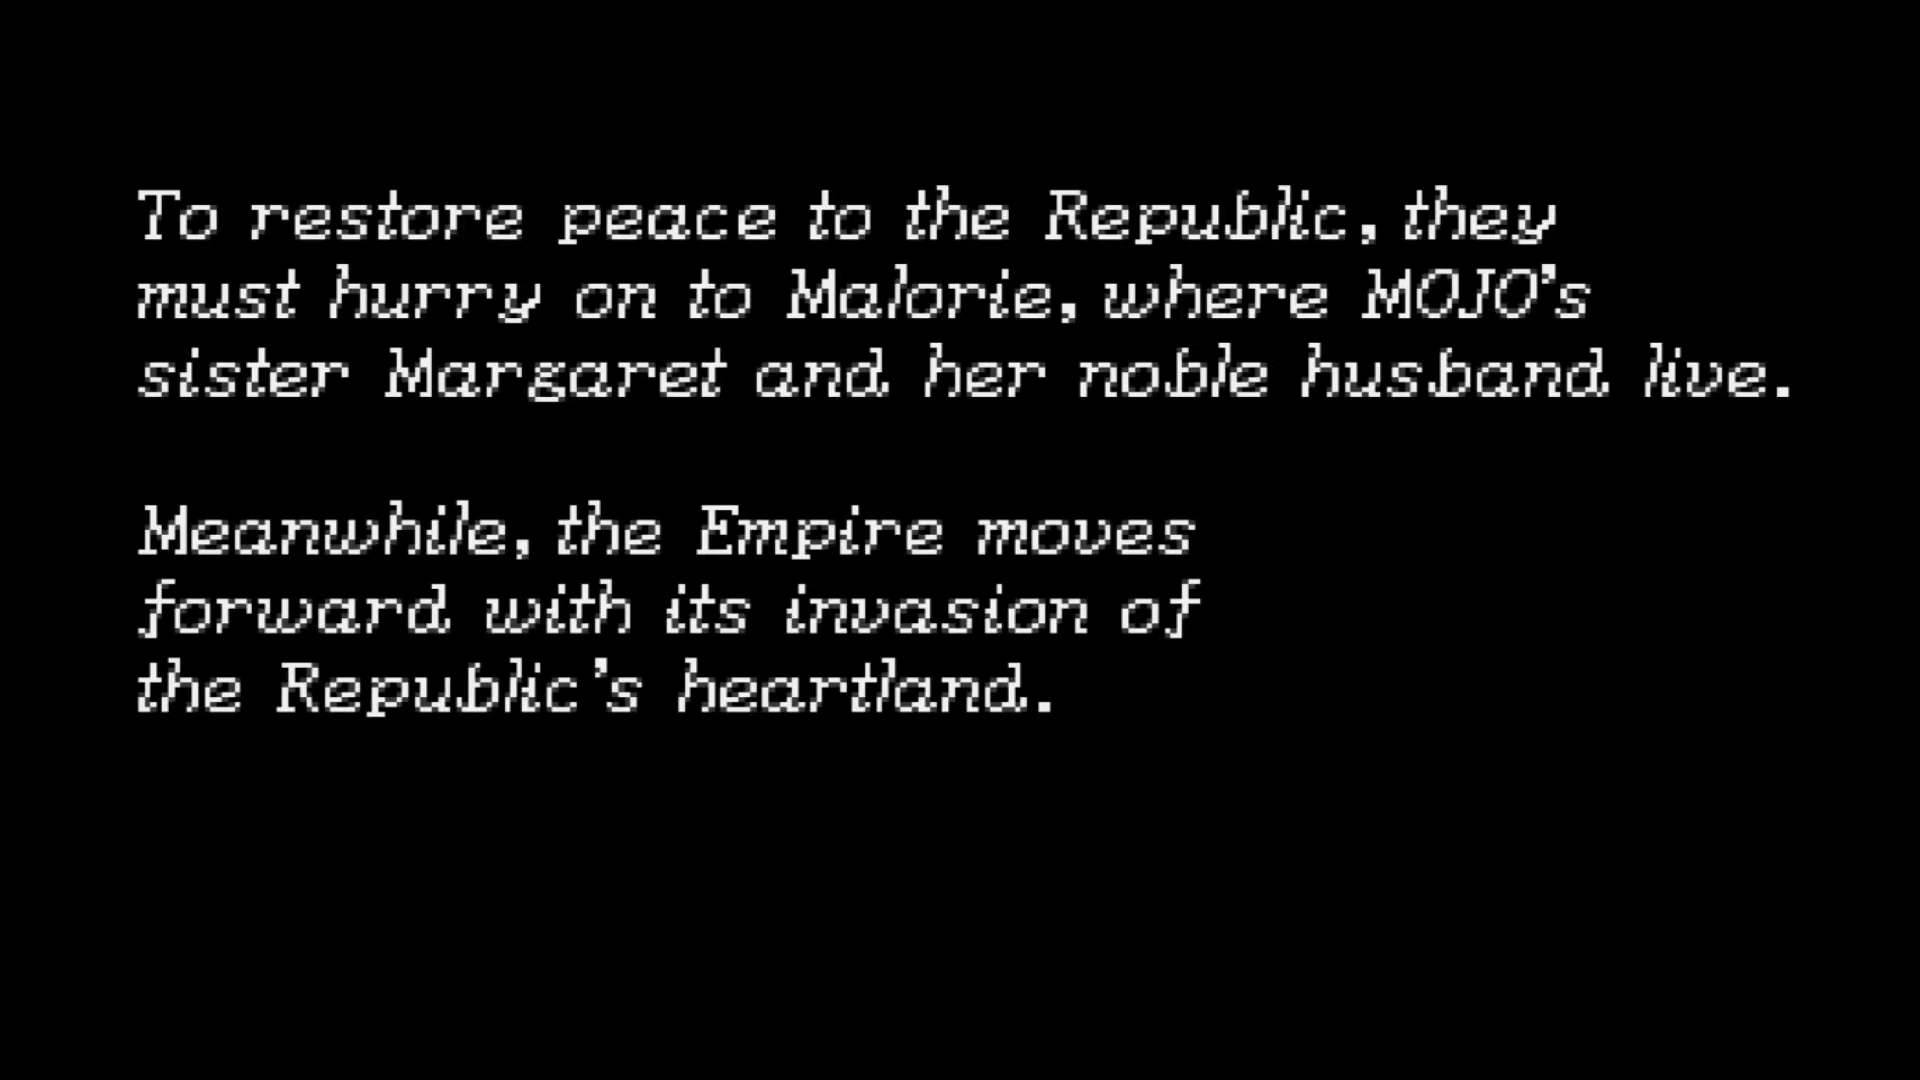 To restore peace to the Republic, they
must hurry on to Malorie, where MOJO's
sister Margaret and her noble husband live.
Meanwhile, the Empire moves
forward with its invasion of
the Republic's heartland.